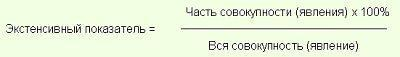 Часть совокупности (явления) х 100%
Экстенсивный показатель =
Вся совокупность (явление)